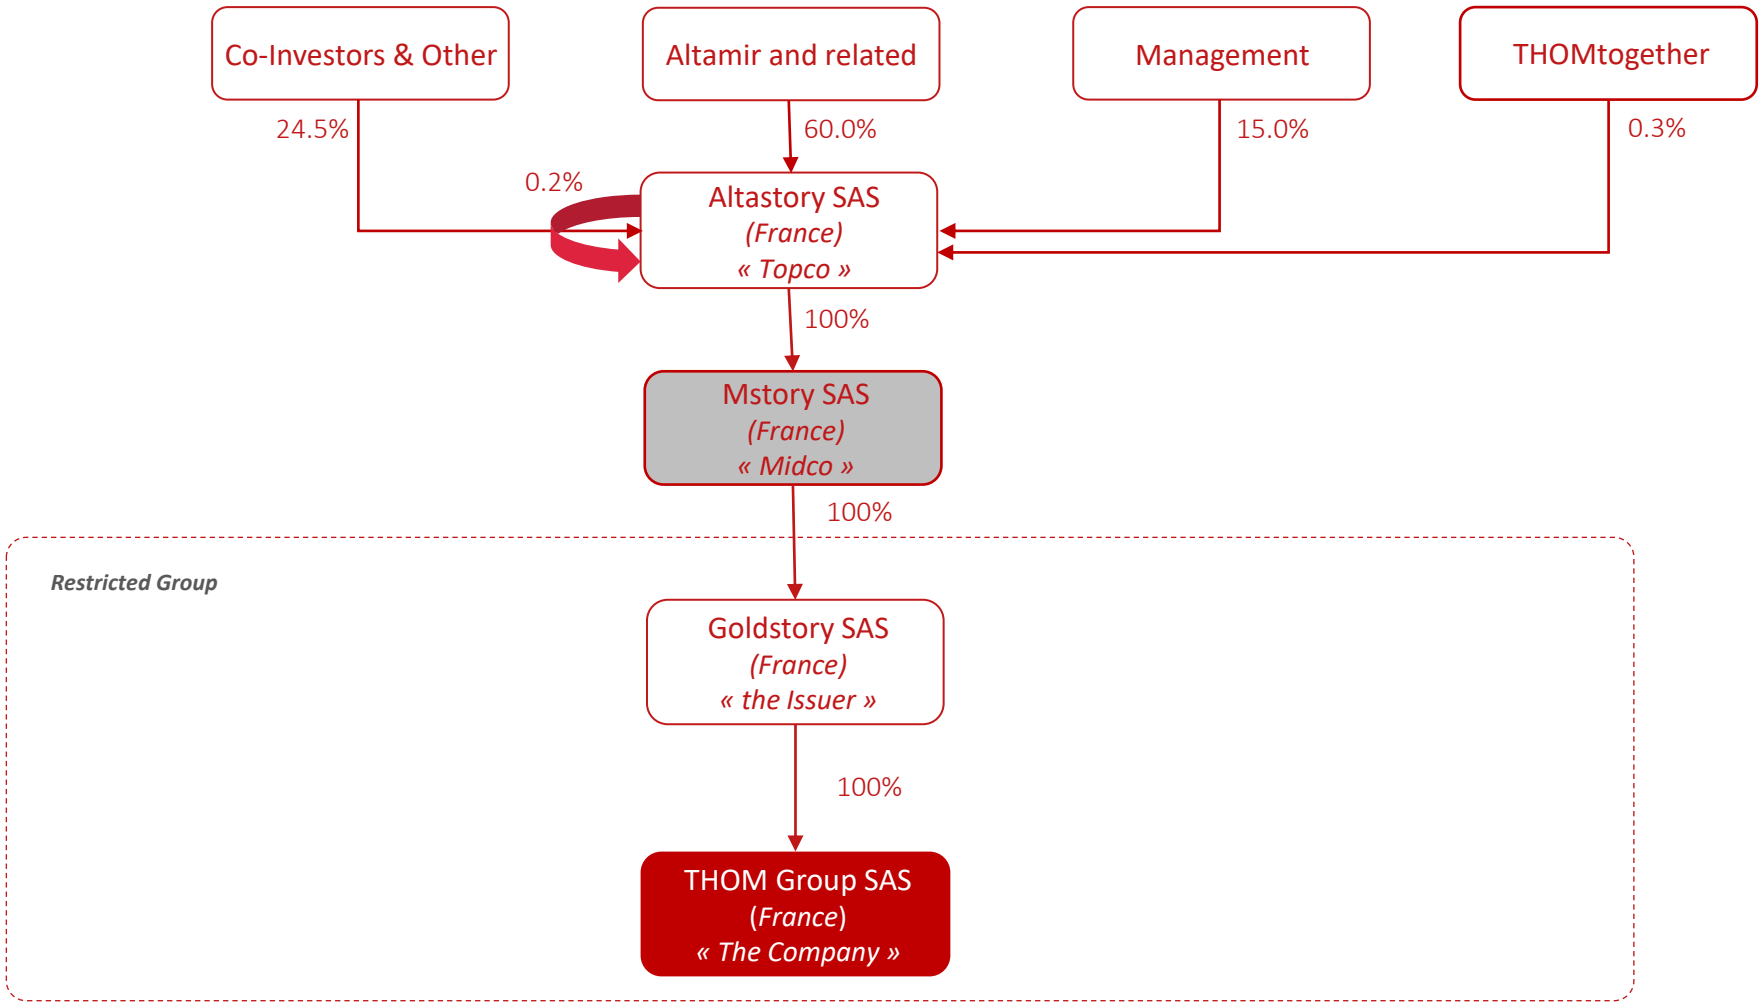 Co-Investors & Other
Altamir and related
Management
THOMtogether
24.5%
60.0%
15.0%
0.3%
0.2%
Altastory SAS
(France)
« Topco »
100%
Mstory SAS
(France)
« Midco »
100%
Restricted Group
Goldstory SAS
(France)
« the Issuer »
100%
THOM Group SAS
(France)
« The Company »